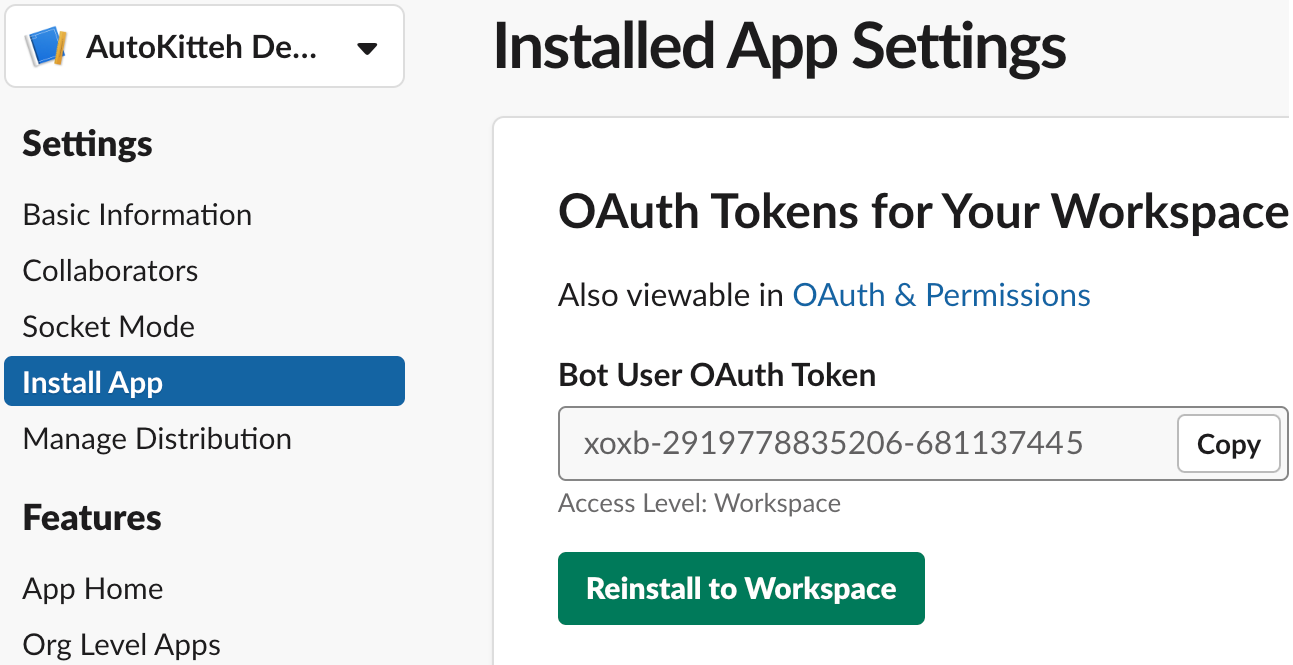 AutoKitteh De...
Settings
Basic Information
Collaborators
Socket Mode
Install App
Manage Distribution
Features
App Home
Org Level Apps
Installed App Settings
OAuth Tokens for Your Workspace
Also viewable in OAuth & Permissions
Bot User OAuth Token
xoxb-2919778835206-681137445
Copy
Access Level: Workspace
Reinstall to Workspace